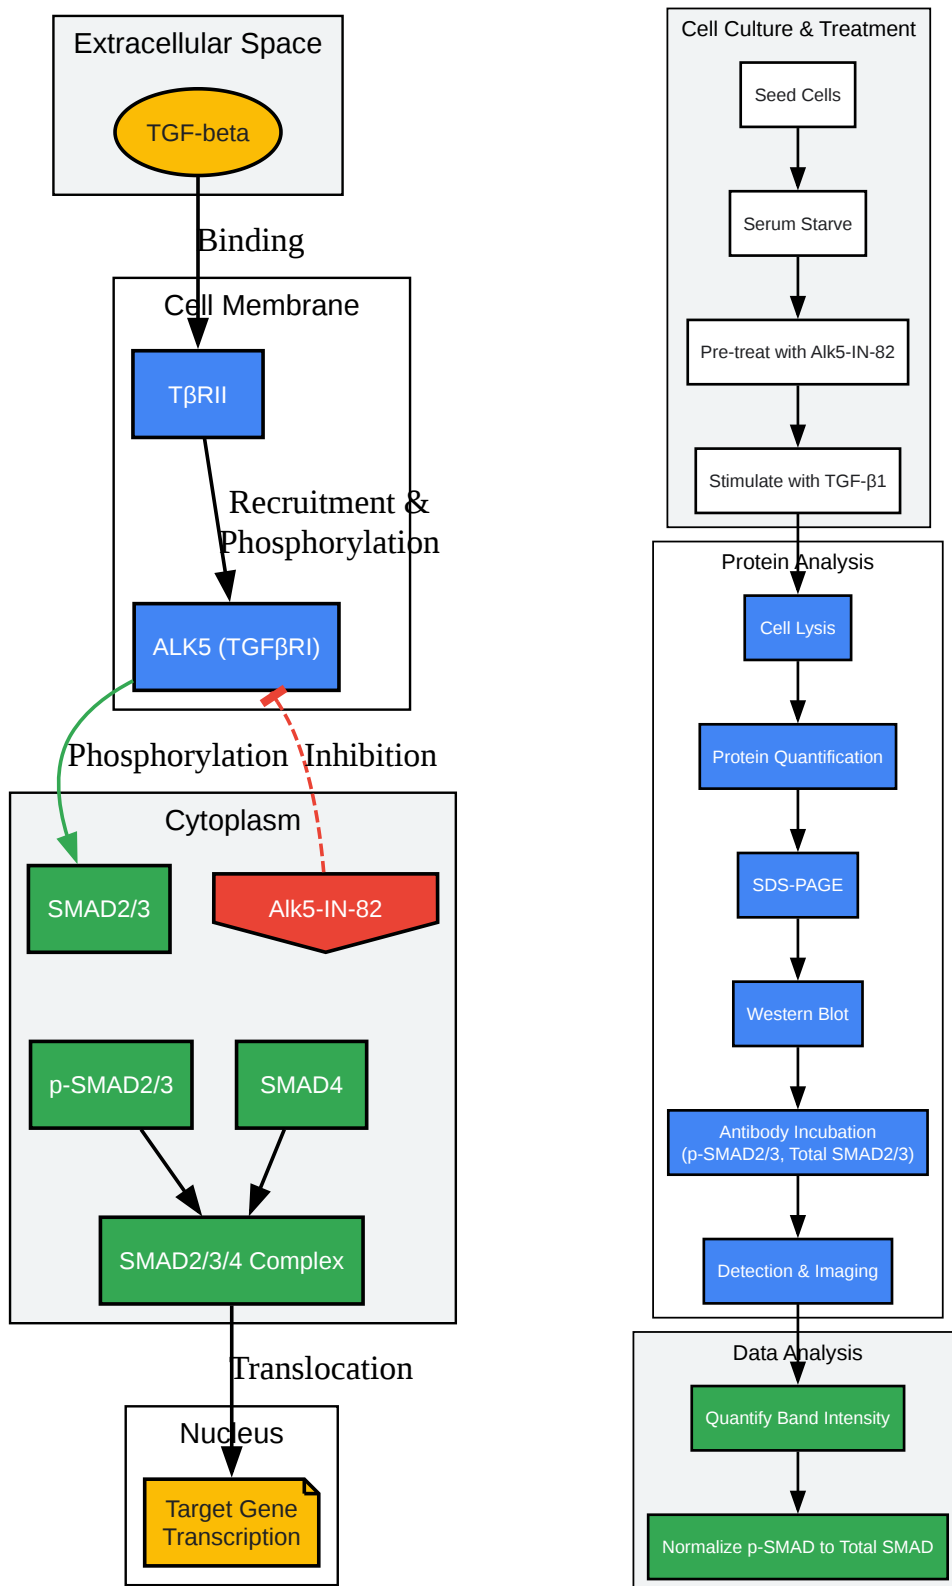 Extracellular Space
TGF-beta
Binding
Cell Membrane
TβRII
Recruitment &
Phosphorylation
ALK5 (TGFβRI)
Phosphorylation
Inhibition
Cytoplasm
SMAD2/3
Alk5-IN-82
p-SMAD2/3
SMAD4
SMAD2/3/4 Complex
Translocation
Nucleus
Target Gene
Transcription
Cell Culture & Treatment
Seed Cells
Serum Starve
Pre-treat with Alk5-IN-82
Stimulate with TGF-β1
Protein Analysis
Cell Lysis
Protein Quantification
SDS-PAGE
Western Blot
Antibody Incubation
(p-SMAD2/3, Total SMAD2/3)
Detection & Imaging
Data Analysis
Quantify Band Intensity
Normalize p-SMAD to Total SMAD